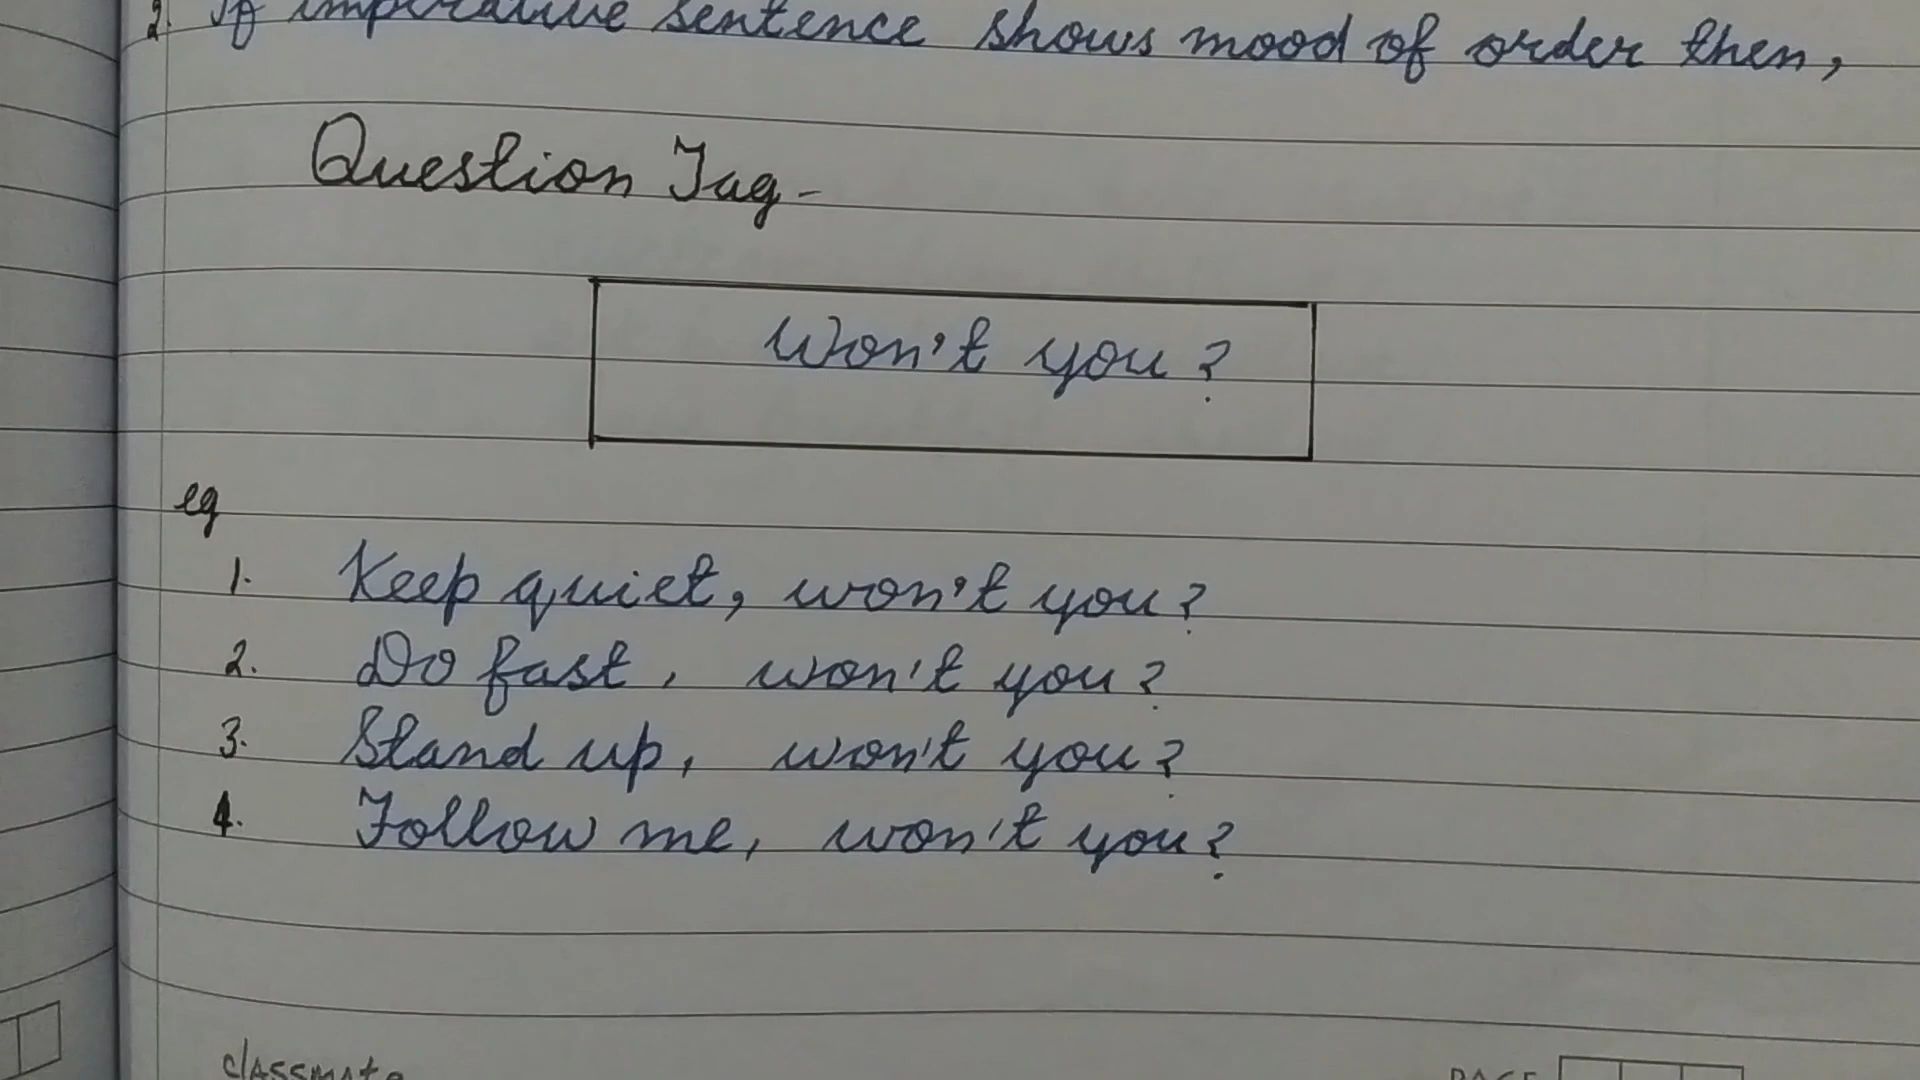 2. If imperative sentence shows mood of order then,
Question Tag-
Won't you?
eg
1. Keep quiet, won't you?
2. Do fast, won't you?
3. Stand up, won't you?
4. Follow me, won't you?
classmate
PAGE